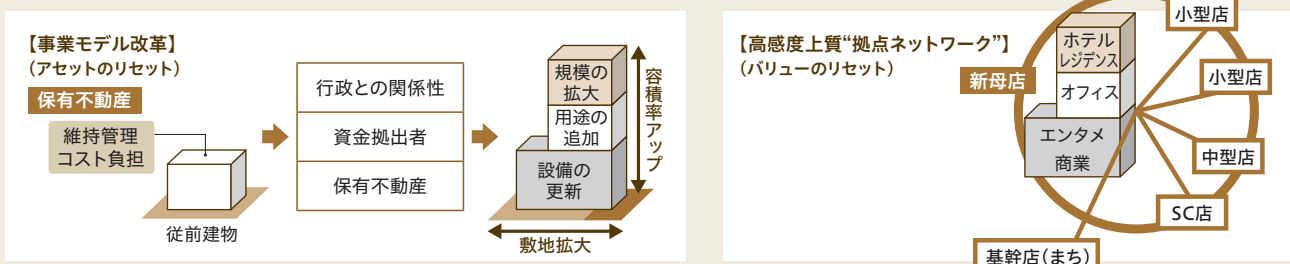 【事業モデル改革】
（アセットのリセット）
保有不動産
維持管理
コスト負担
従前建物
行政との関係性
資金拠出者
保有不動産
規模の
拡大
用途の
追加
設備の
更新
容積率アップ
敷地拡大
【高感度上質“拠点ネットワーク”】
（バリューのリセット）
新母店
ホテル
レジデンス
オフィス
エンタメ
商業
小型店
小型店
中型店
SC店
基幹店（まち）